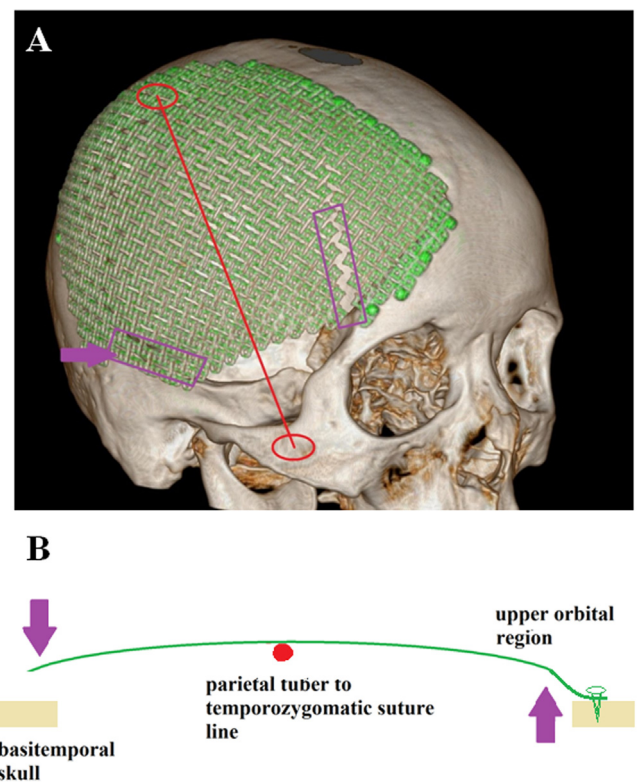 A
B
upper orbital
region
parietal tuber to
temporozygomatic suture
line
basitemporal
skull